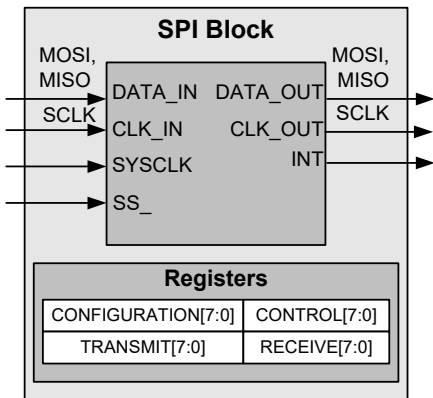 SPI Block
MOSI,
MISO
SCLK
DATA_IN
CLK_IN
SYSCLK
SS_
DATA_OUT
CLK_OUT
INT
MOSI,
MISO
SCLK
Registers
CONFIGURATION[7:0] CONTROL[7:0]
TRANSMIT[7:0] RECEIVE[7:0]